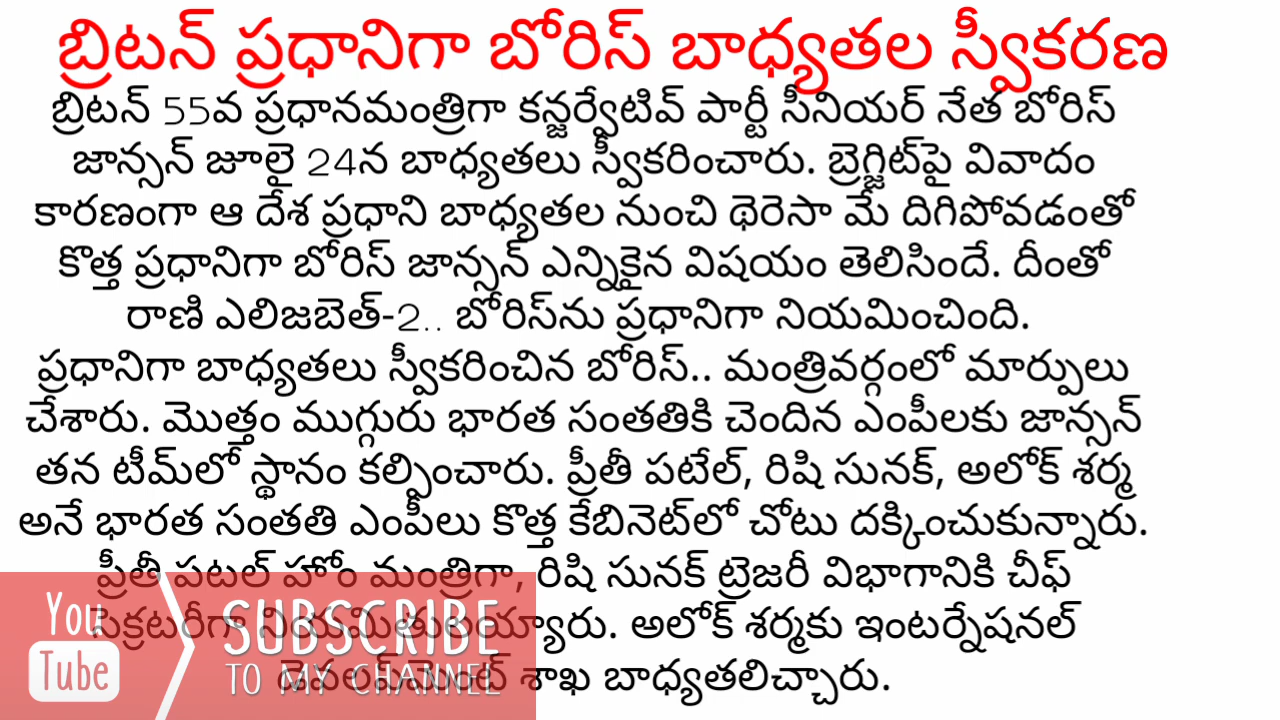 బ్రిటన్ ప్రధానిగా బోరిస్ బాధ్యతల స్వీకరణ
బ్రిటన్ 55వ ప్రధానమంత్రిగా కన్జర్వేటివ్ పార్టీ సీనియర్ నేత బోరిస్
జాన్సన్ జూలై 24న బాధ్యతలు స్వీకరించారు. బ్రెగ్జిట్‌పై వివాదం
కారణంగా ఆ దేశ ప్రధాని బాధ్యతల నుంచి థెరెసా మే దిగిపోవడంతో
కొత్త ప్రధానిగా బోరిస్ జాన్సన్ ఎన్నికైన విషయం తెలిసిందే. దీంతో
రాణి ఎలిజబెత్-2.. బోరిస్‌ను ప్రధానిగా నియమించింది.
ప్రధానిగా బాధ్యతలు స్వీకరించిన బోరిస్.. మంత్రివర్గంలో మార్పులు
చేశారు. మొత్తం ముగ్గురు భారత సంతతికి చెందిన ఎంపీలకు జాన్సన్
తన టీమ్‌లో స్థానం కల్పించారు. ప్రీతీ పటేల్, రిషి సునక్, అలోక్ శర్మ
అనే భారత సంతతి ఎంపీలు కొత్త కేబినెట్‌లో చోటు దక్కించుకున్నారు.
ప్రీతీ పటల్ హోం మంత్రిగా, రిషి సునక్ ట్రెజరీ విభాగానికి చీఫ్
సెక్రటరీగా నియమితులయ్యారు. అలోక్ శర్మకు ఇంటర్నేషనల్
డెవలప్‌మెంట్ శాఖ బాధ్యతలిచ్చారు.
You Tube
SUBSCRIBE
TO MY CHANNEL